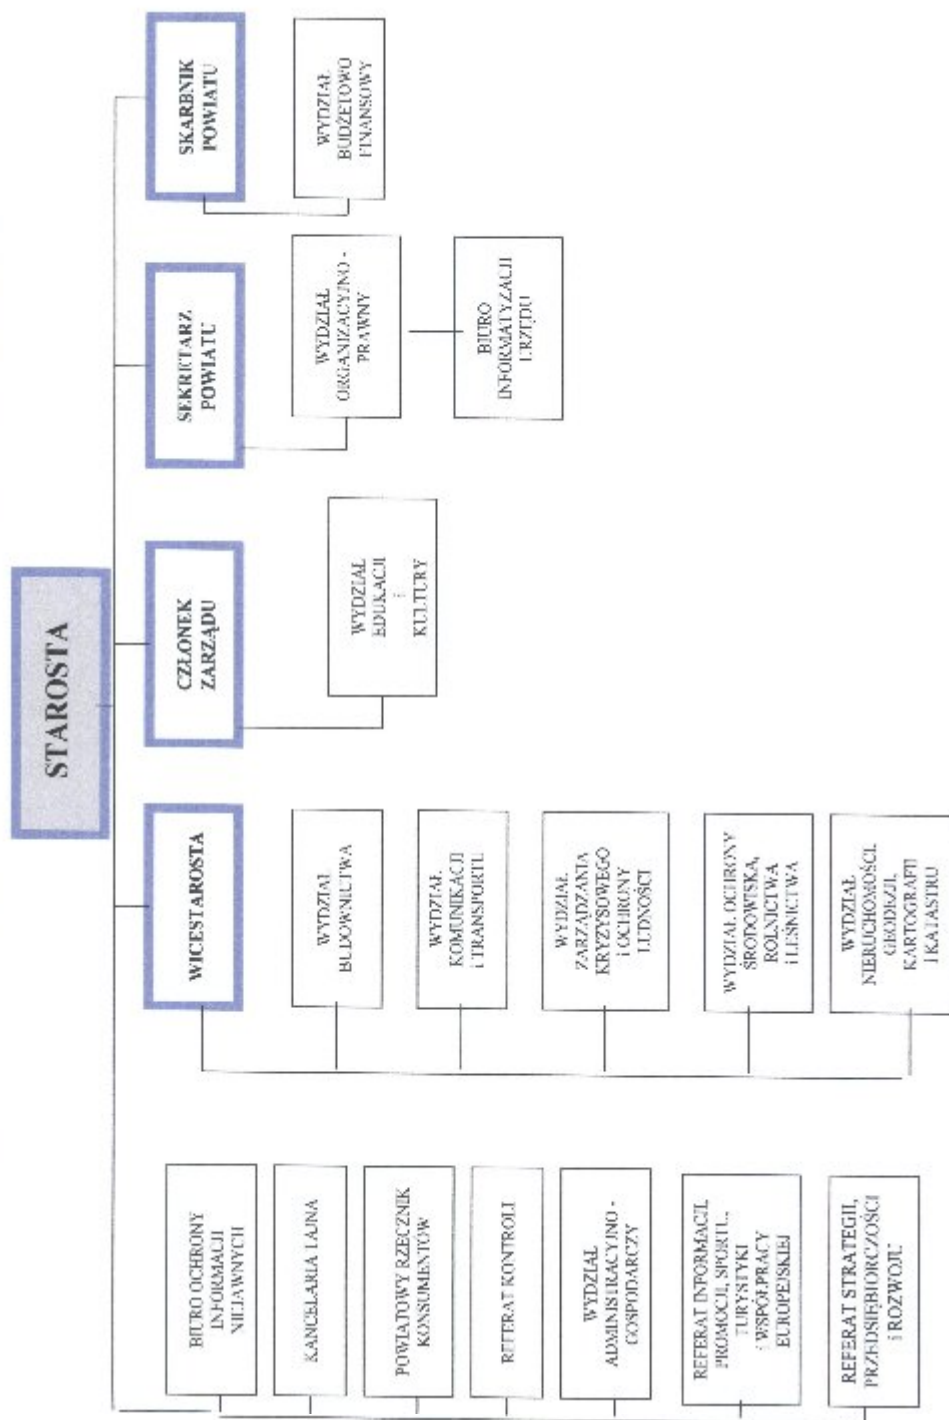 STAROSTA
WICESTAROSTA
CZŁONEK
ZARZĄDU
SEKRETARZ
POWIATU
SKARBNIK
POWIATU
BIURO OCHRONY
INFORMACJI
NIEJAWNYCH
KANCELARIA TAJNA
POWIATOWY RZECZNIK
KONSUMENTÓW
REFERAT KONTROLI
WYDZIAŁ
ADMINISTRACYJNO -
GOSPODARCZY
REFERAT INFORMACJI,
PROMOCJI, SPORTU,
TURYSTYKI
i WSPÓŁPRACY
EUROPEJSKIEJ
REFERAT STRATEGII,
PRZEDSIĘBIORCZOŚCI
i ROZWOJU
WYDZIAŁ
BUDOWNICTWA
WYDZIAŁ
KOMUNIKACJI
i TRANSPORTU
WYDZIAŁ
ZARZĄDZANIA
KRYZYSOWEGO
i OCHRONY
LUDNOŚCI
WYDZIAŁ OCHRONY
ŚRODOWISKA,
ROLNICTWA
i LEŚNICTWA
WYDZIAŁ
NIERUCHOMOŚCI,
GEODEZJI,
KARTOGRAFII
I KATASTRU
WYDZIAŁ
EDUKACJI
i
KULTURY
WYDZIAŁ
ORGANIZACYJNO -
PRAWNY
BIURO
INFORMATYZACJI
URZĘDU
WYDZIAŁ
BUDŻETOWO
FINANSOWY